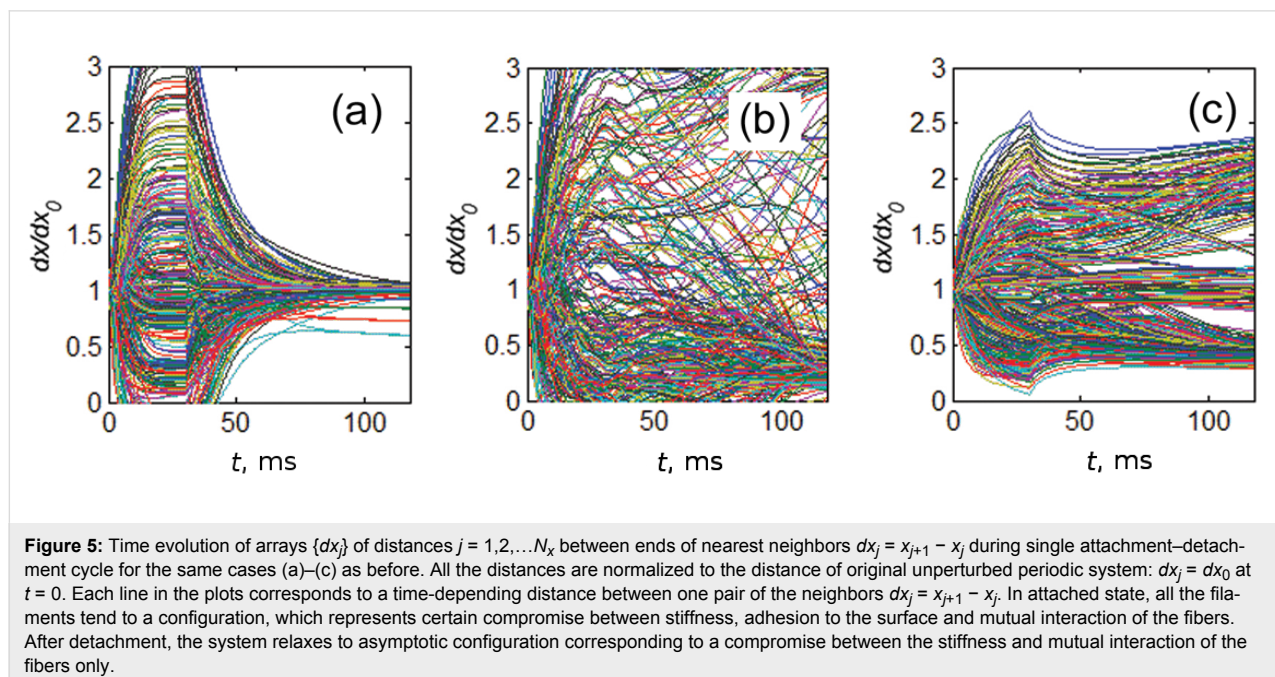 (a)
(b)
(c)
3
2.5
2
1.5
1
0.5
0
dx/dx0
0
50
100
t, ms
3
2.5
2
1.5
1
0.5
0
dx/dx0
0
50
100
t, ms
3
2.5
2
1.5
1
0.5
0
dx/dx0
0
50
100
t, ms
Figure 5: Time evolution of arrays {dxj} of distances j = 1,2,…Nx between ends of nearest neighbors dxj = xj+1 − xj during single attachment–detach-
ment cycle for the same cases (a)–(c) as before. All the distances are normalized to the distance of original unperturbed periodic system: dxj = dx0 at
t = 0. Each line in the plots corresponds to a time-depending distance between one pair of the neighbors dxj = xj+1 − xj. In attached state, all the fila-
ments tend to a configuration, which represents certain compromise between stiffness, adhesion to the surface and mutual interaction of the fibers.
After detachment, the system relaxes to asymptotic configuration corresponding to a compromise between the stiffness and mutual interaction of the
fibers only.